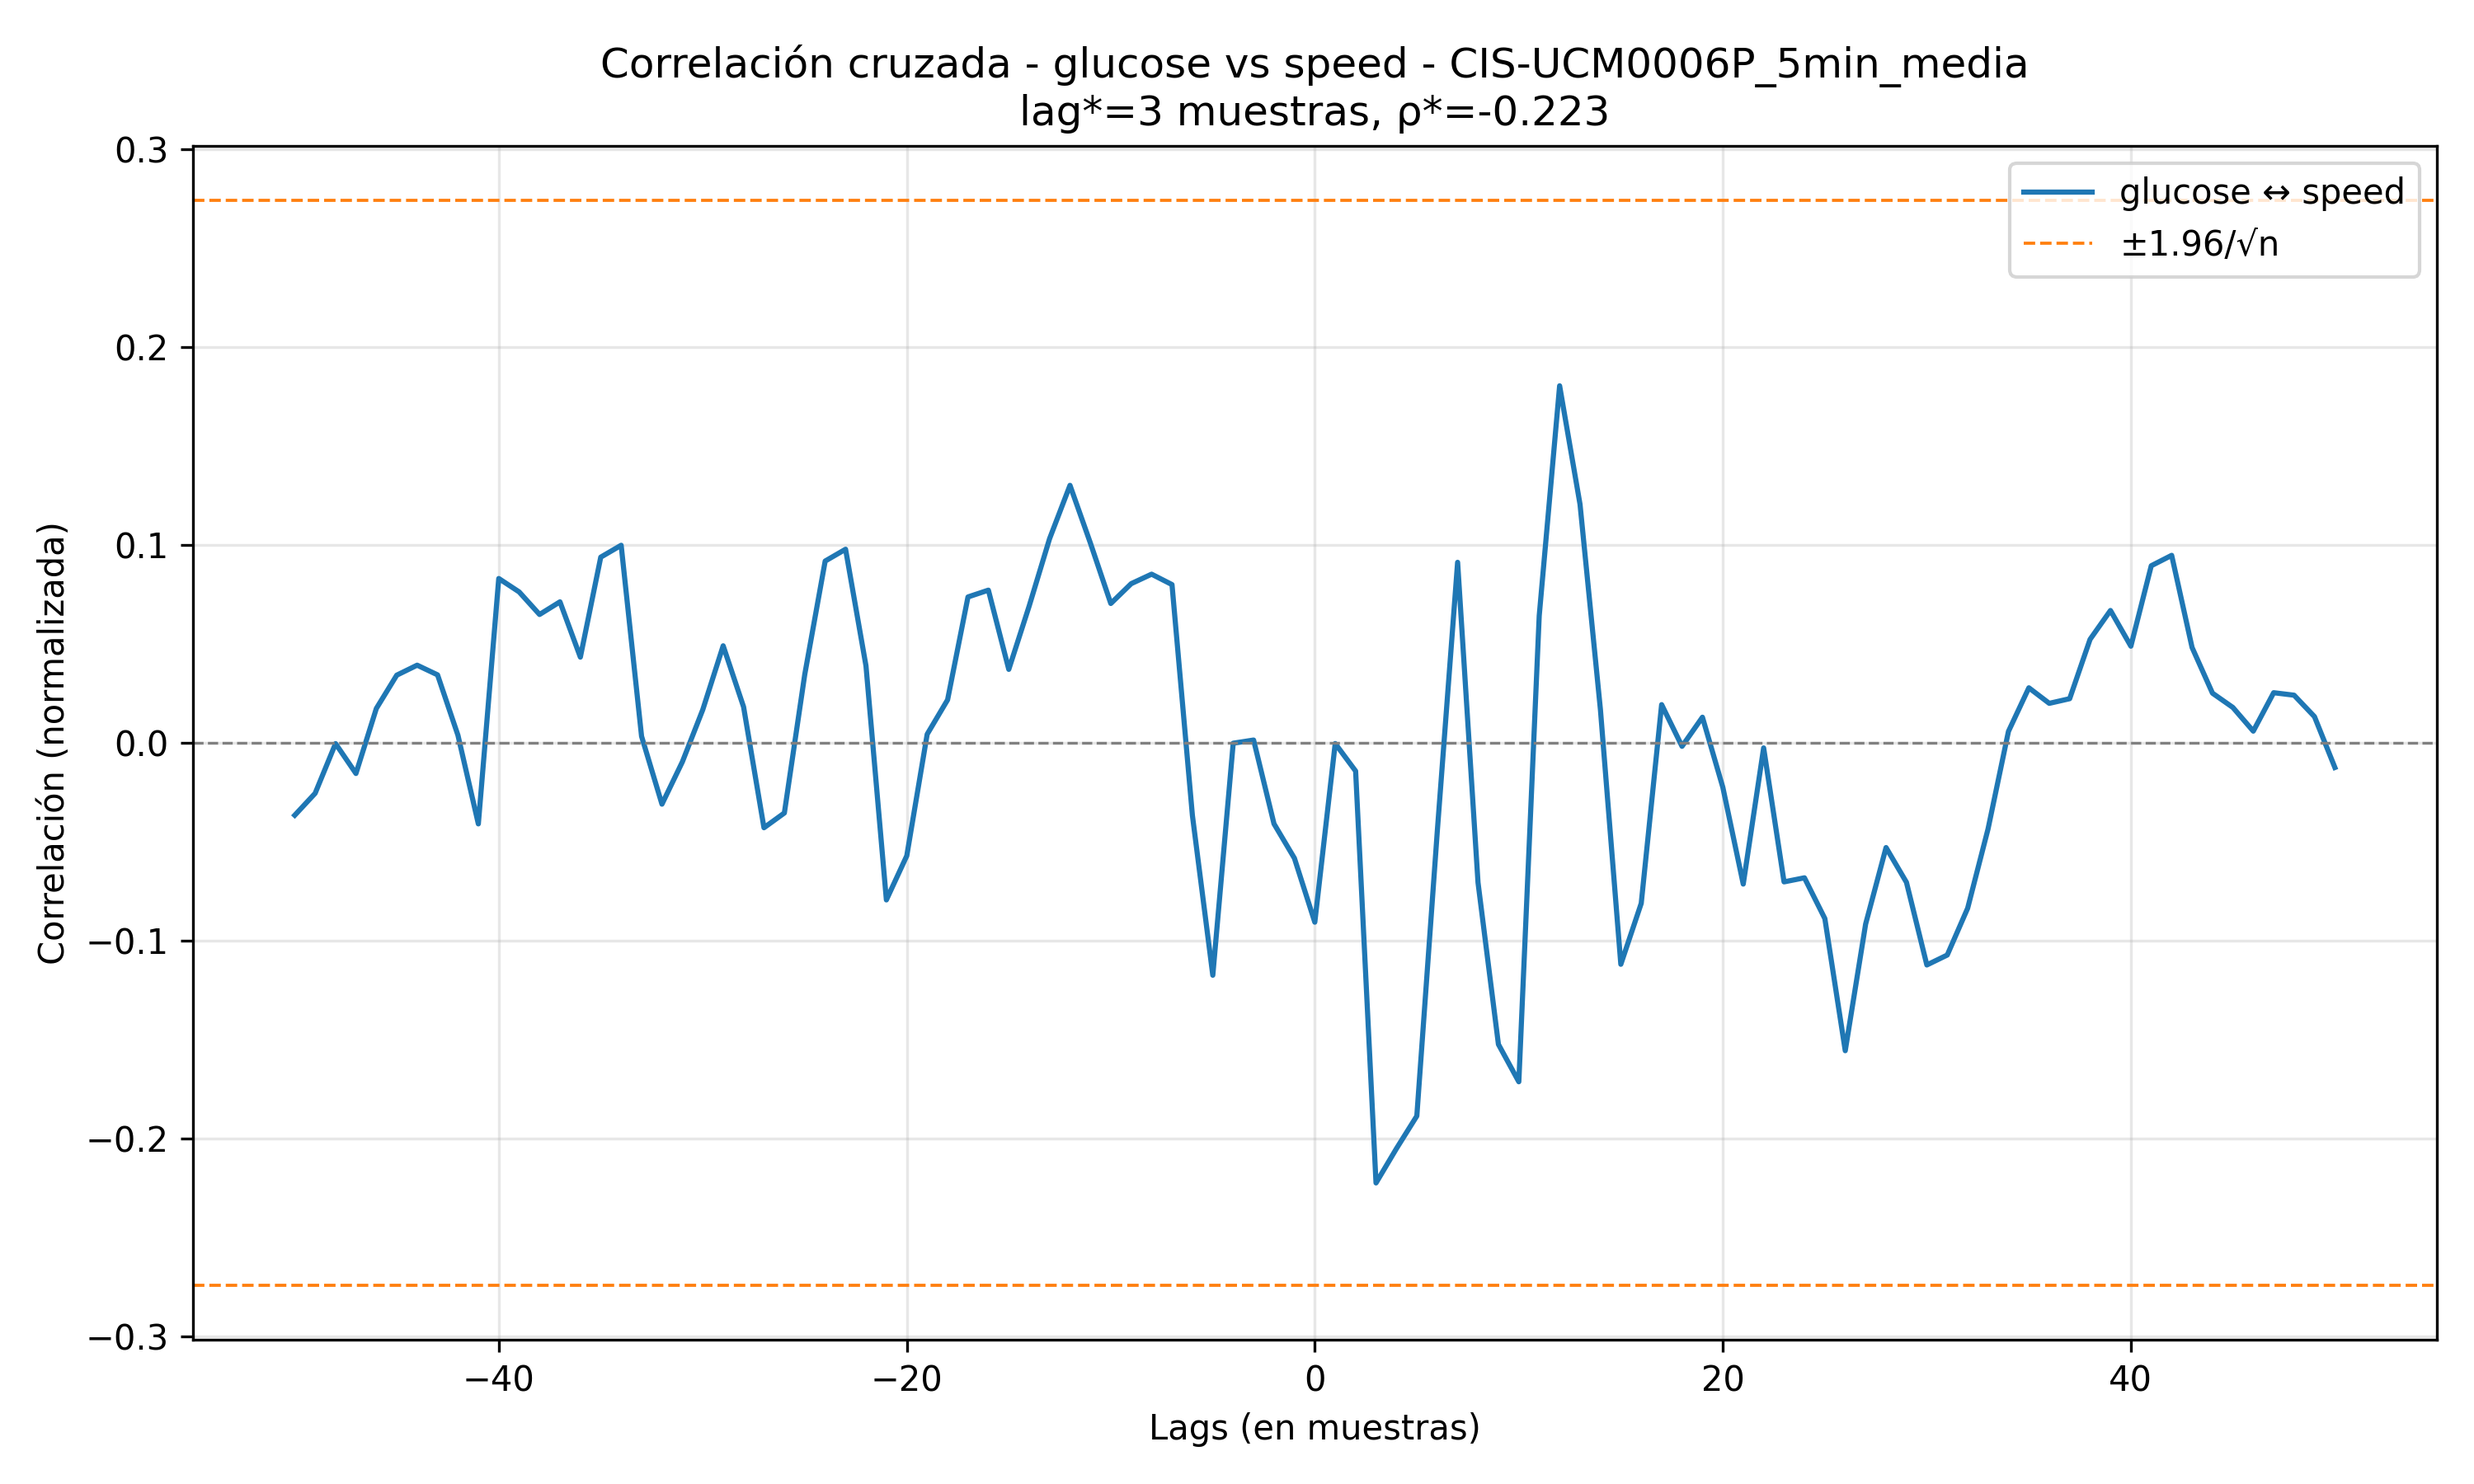 Correlación cruzada - glucose vs speed - CIS-UCM0006P_5min_media
lag*=3 muestras, ρ*=-0.223
glucose ↔ speed
±1.96/√n
0.3
0.2
0.1
0.0
−0.1
−0.2
−0.3
Correlación (normalizada)
−40
−20
0
20
40
Lags (en muestras)